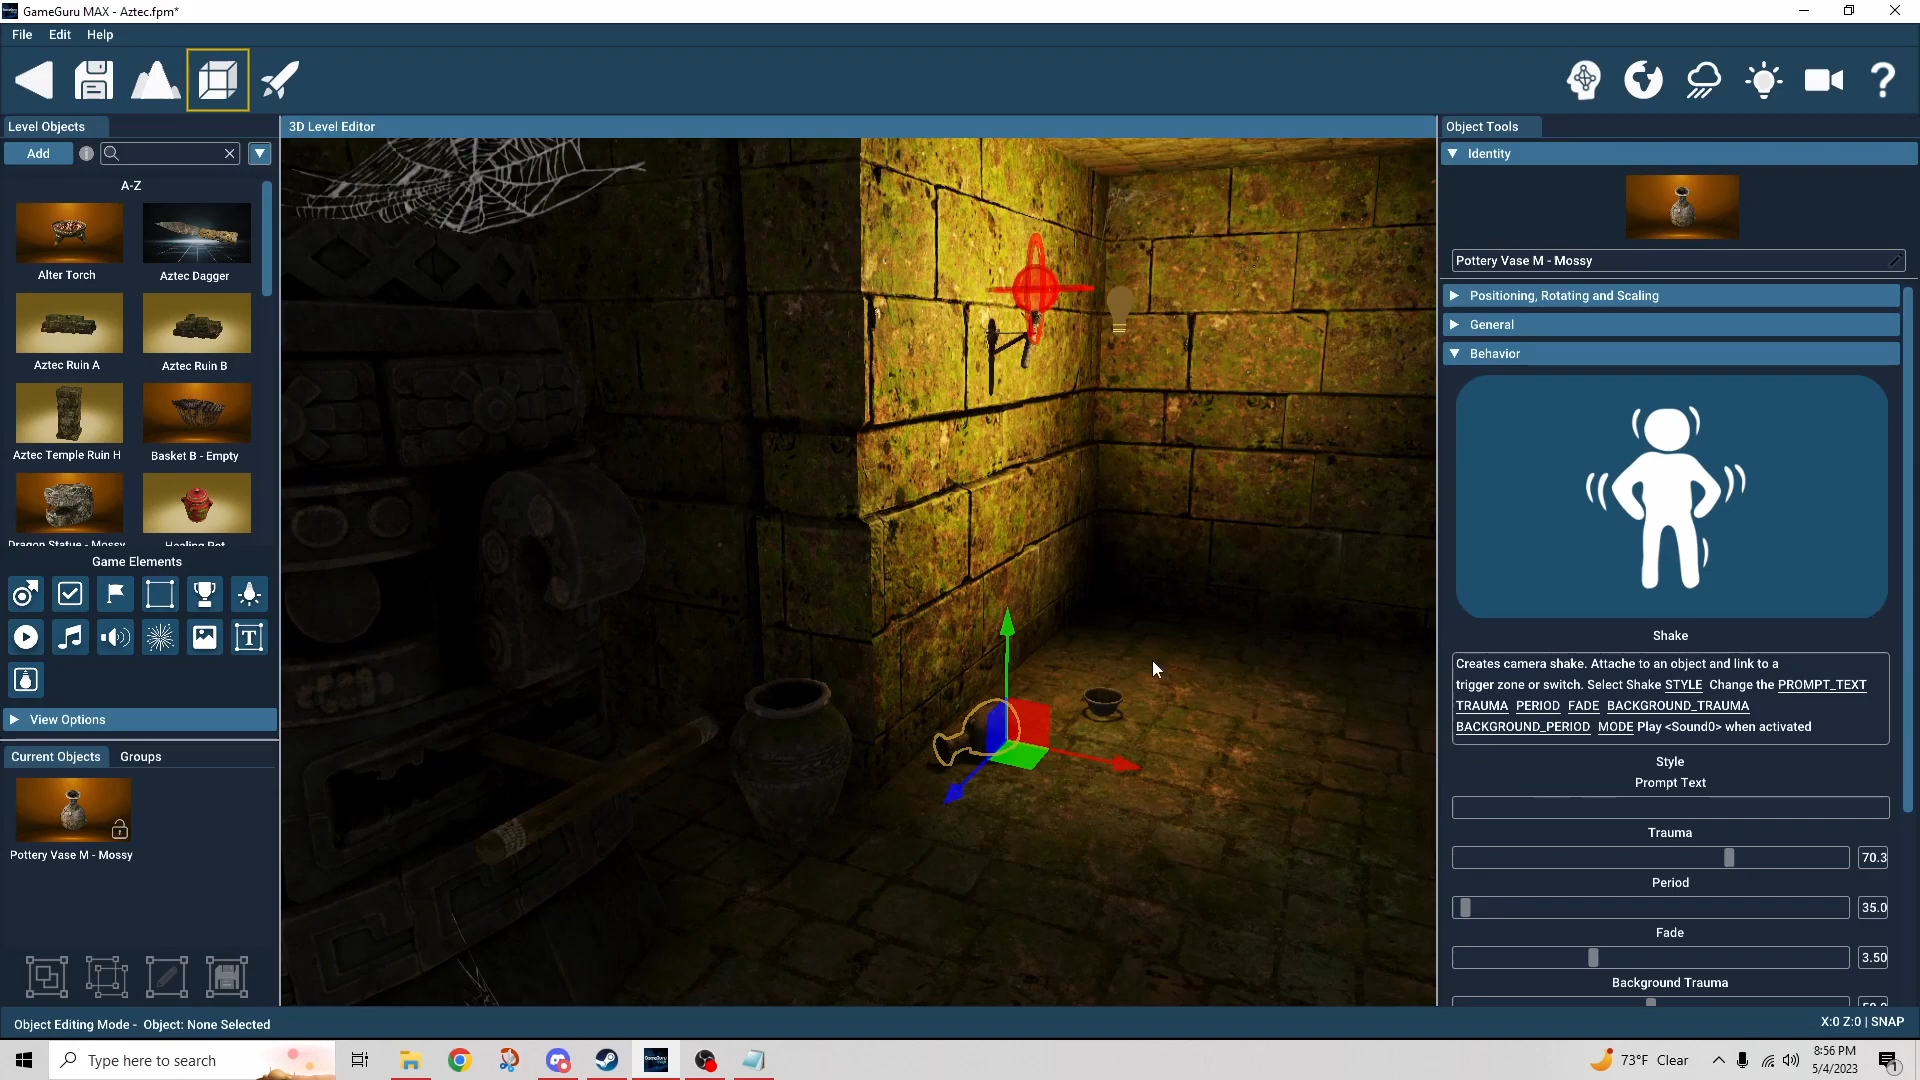 GameGuru MAX - Aztec.fpm*
File Edit Help
Level Objects
3D Level Editor
Object Tools
Add
Identity
A-Z
Alter Torch
Aztec Dagger
Aztec Ruin A
Aztec Ruin B
Aztec Temple Ruin H
Basket B - Empty
Dragon Statue - Mossy
Healing Pot
Game Elements
View Options
Current Objects Groups
Pottery Vase M - Mossy
Pottery Vase M - Mossy
Positioning, Rotating and Scaling
General
Behavior
Shake
Creates camera shake. Attache to an object and link to a
trigger zone or switch. Select Shake STYLE Change the PROMPT_TEXT
TRAUMA PERIOD FADE BACKGROUND_TRAUMA
BACKGROUND_PERIOD MODE Play <Sound0> when activated
Style
Prompt Text
Trauma
70.3
Period
35.0
Fade
3.50
Background Trauma
Object Editing Mode - Object: None Selected
X:0 Z:0 | SNAP
Type here to search
73°F Clear
8:56 PM
5/4/2023